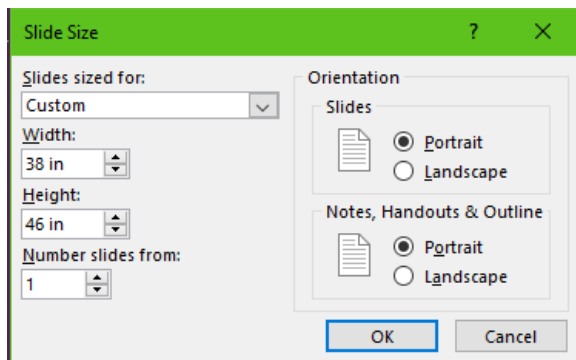 Slide Size
?
Slides sized for:
Custom
Width:
38 in
Height:
46 in
Number slides from:
1
Orientation
Slides
Portrait
Landscape
Notes, Handouts & Outline
Portrait
Landscape
OK
Cancel